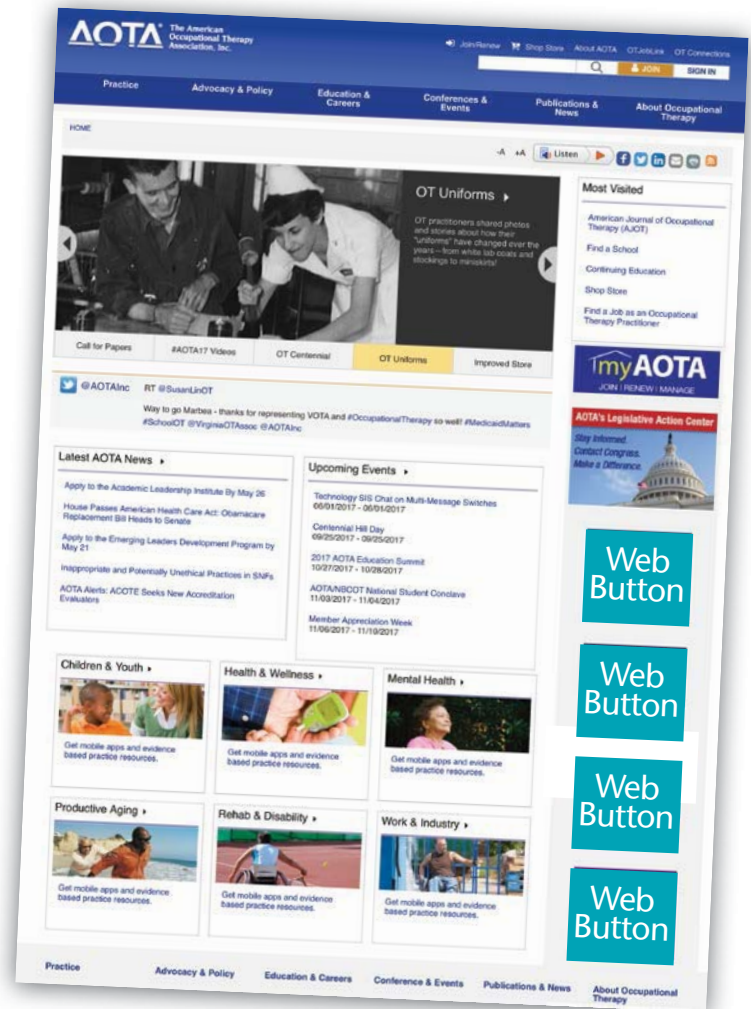 AOTA
The American
Occupational Therapy
Association, Inc.
Join/Renew Shop Store About AOTA OTJobLink OT Connections
JOIN SIGN IN
Practice
Advocacy & Policy
Education &
Careers
Conferences &
Events
Publications &
News
About Occupational
Therapy
HOME
-A +A Listen
OT Uniforms
OT practitioners shared photos
and stories about how their
"uniforms" have changed over the
years—from white lab coats and
stockings to miniskirts!
Call for Papers
#AOTA17 Videos
OT Centennial
OT Uniforms
Improved Store
Most Visited
American Journal of Occupational
Therapy (AJOT)
Find a School
Continuing Education
Shop Store
Find a Job as an Occupational
Therapy Practitioner
my AOTA
JOIN | RENEW | MANAGE
AOTA's Legislative Action Center
Stay Informed.
Contact Congress.
Make a Difference.
@AOTAInc RT @SusanLinOT
Way to go Marbea - thanks for representing VOTA and #OccupationalTherapy so well! #MedicaidMatters
#SchoolOT @VirginiaOTAssoc @AOTAInc
Latest AOTA News
Apply to the Academic Leadership Institute By May 26
House Passes American Health Care Act: Obamacare
Replacement Bill Heads to Senate
Apply to the Emerging Leaders Development Program by
May 21
Inappropriate and Potentially Unethical Practices in SNFs
AOTA Alerts: ACOTE Seeks New Accreditation
Evaluators
Upcoming Events
Technology SIS Chat on Multi-Message Switches
06/01/2017 - 06/01/2017
Centennial Hill Day
09/25/2017 - 09/25/2017
2017 AOTA Education Summit
10/27/2017 - 10/28/2017
AOTA/NBCOT National Student Conclave
11/03/2017 - 11/04/2017
Member Appreciation Week
11/06/2017 - 11/10/2017
Web
Button
Web
Button
Web
Button
Web
Button
Children & Youth
Get mobile apps and evidence
based practice resources.
Health & Wellness
Get mobile apps and evidence
based practice resources.
Mental Health
Get mobile apps and evidence
based practice resources.
Productive Aging
Get mobile apps and evidence
based practice resources.
Rehab & Disability
Get mobile apps and evidence
based practice resources.
Work & Industry
Get mobile apps and evidence
based practice resources.
Practice
Advocacy & Policy
Education & Careers
Conference & Events
Publications & News
About Occupational
Therapy